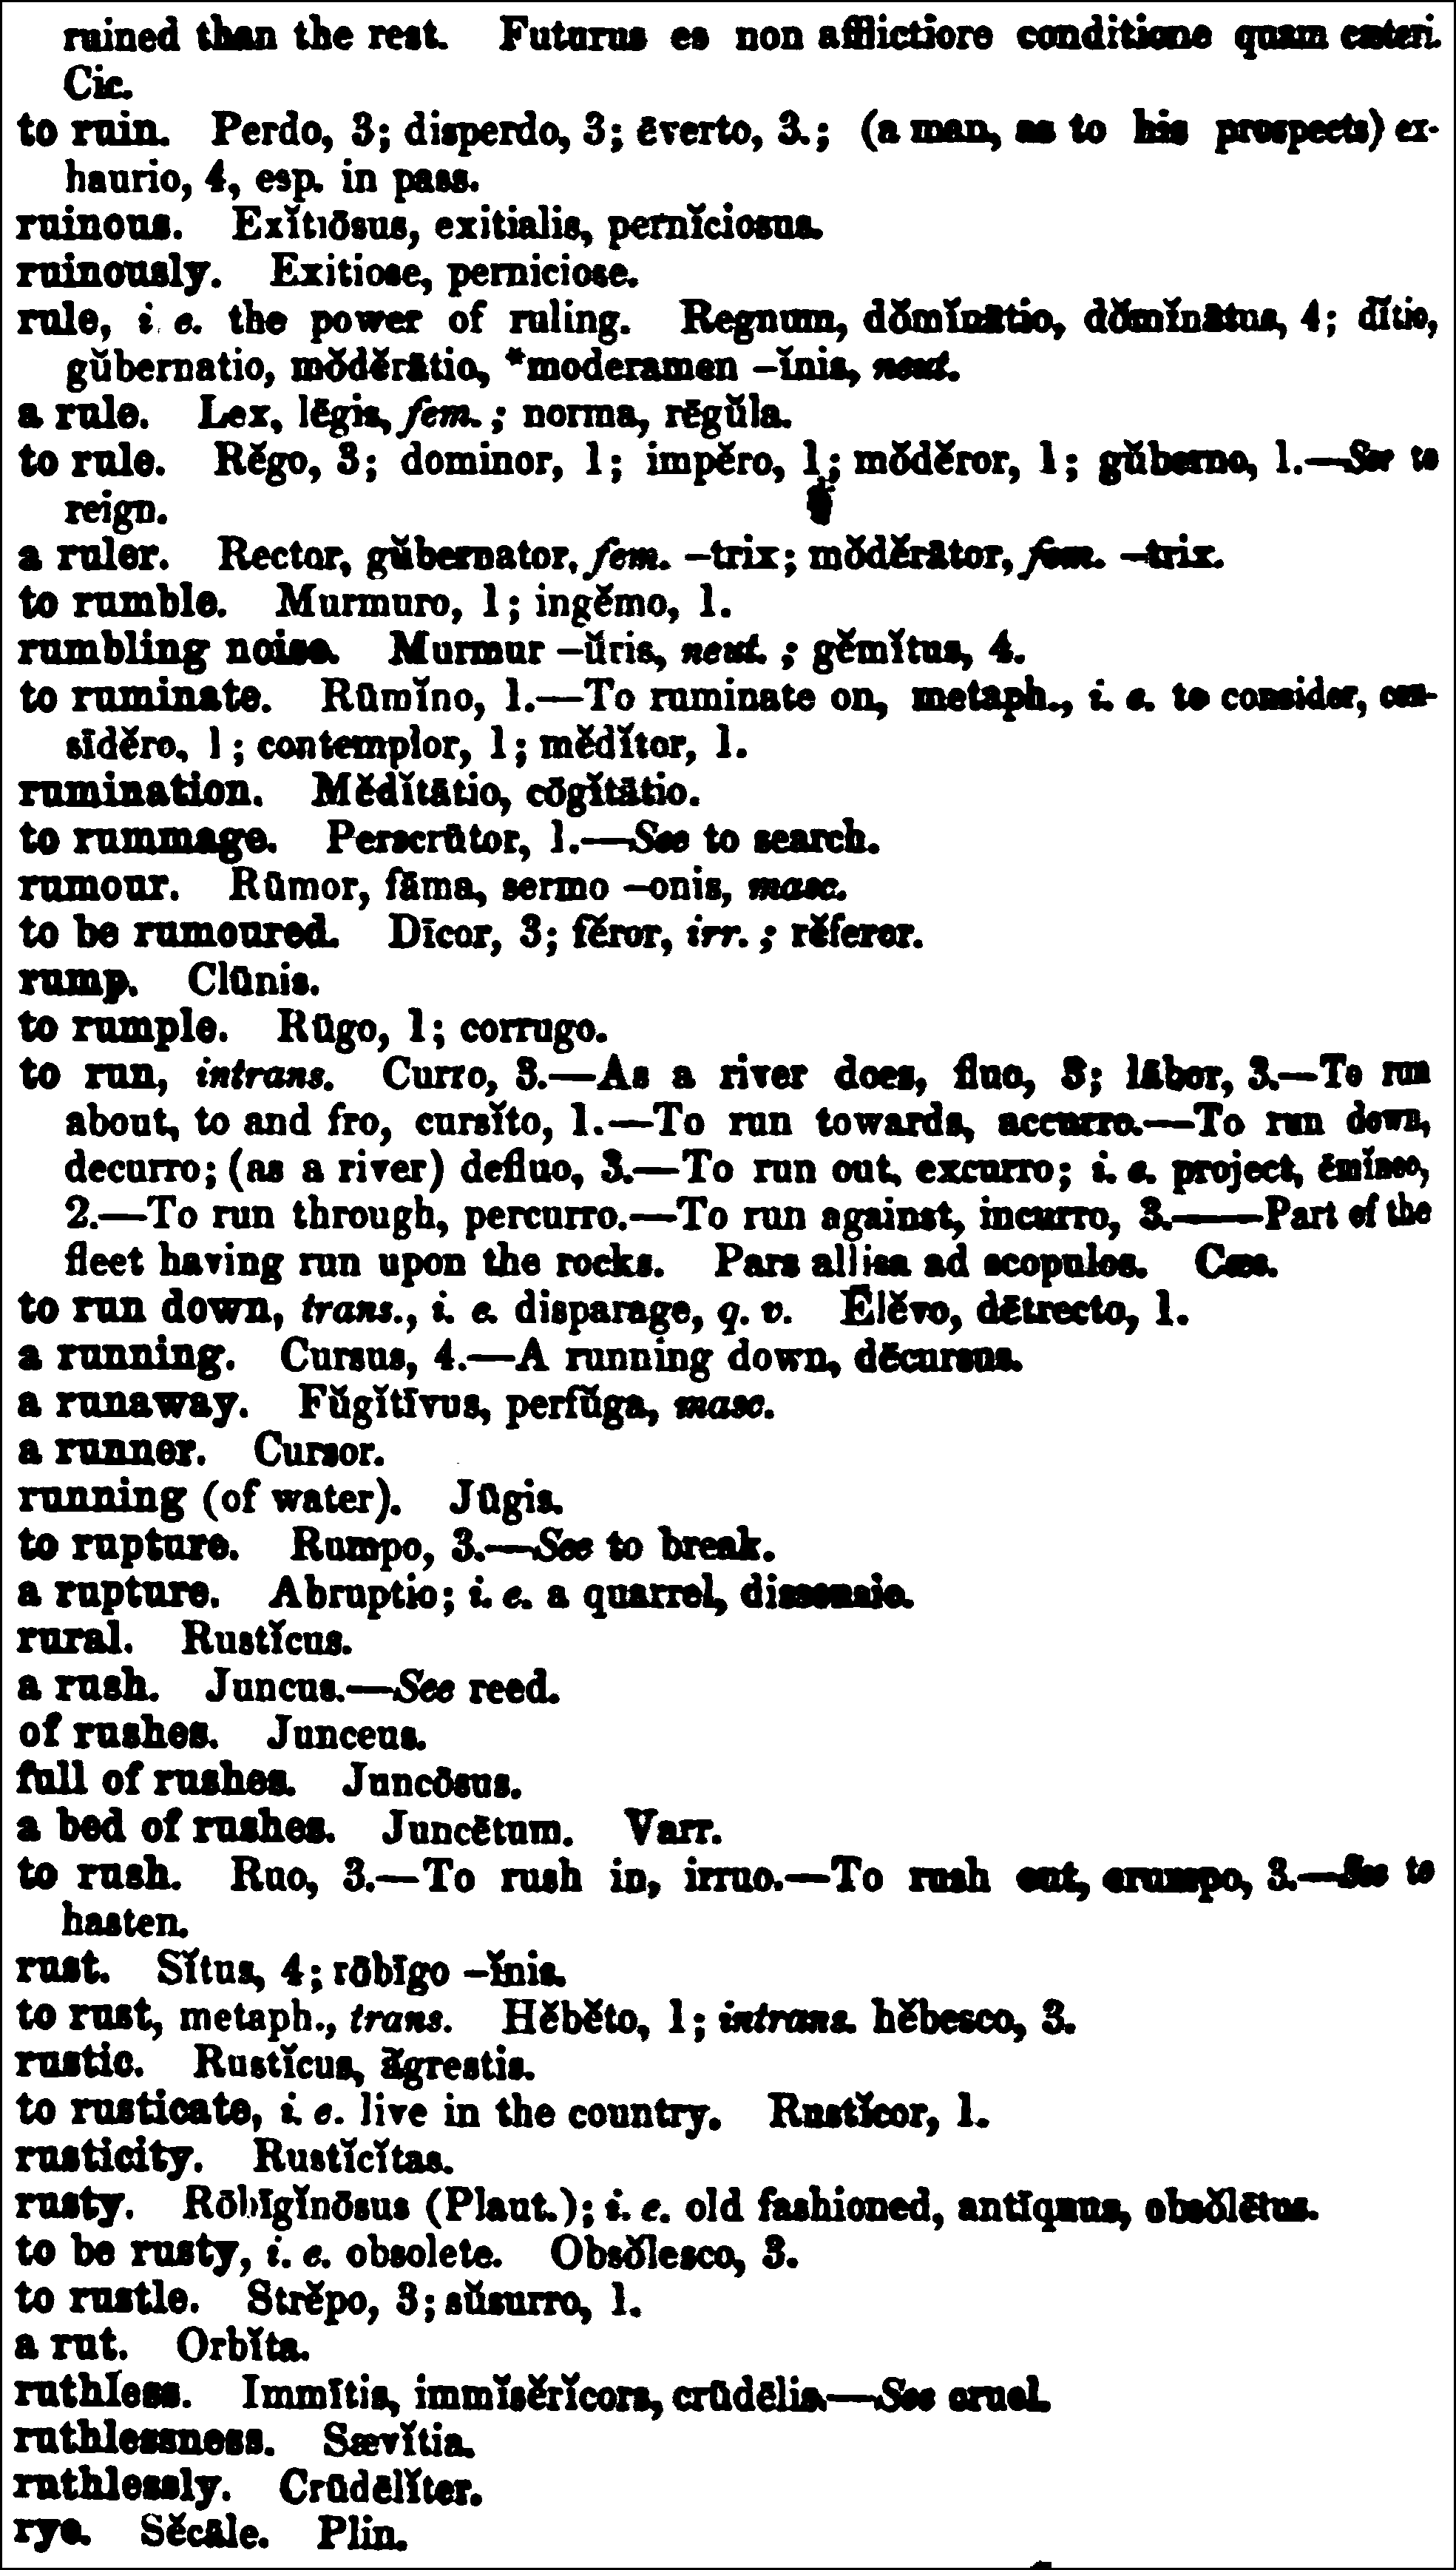 ruined than the rest. Futurus es non afflictiore conditione quam cæteri.
Cic.
to ruin. Perdo, 3; disperdo, 3; ēverto, 3.; (a man, as to his prospects) ex-
haurio, 4, esp. in pass.
ruinous. Exĭtıōsus, exitialis, pernĭciosus.
ruinously. Exitiose, perniciose.
rule, i. e. the power of ruling. Regnum, dŏmĭnātio, dŏmĭnātus, 4; dĭtio,
gŭbernatio, mŏdĕrātio, *moderamen –ĭnis, neut.
a rule. Lex, lēgis, fem.; norma, rēgŭla.
to rule. Rĕgo, 3; dominor, 1; impĕro, 1; mŏdĕror, 1; gŭberno, 1.—See to
reign.
a ruler. Rector, gŭbernator, fem. –trix; mŏdĕrātor, fem. –trix.
to rumble. Murmuro, 1; ingĕmo, 1.
rumbling noise. Murmur –ŭris, neut.; gĕmĭtus, 4.
to ruminate. Rūmĭno, 1.—To ruminate on, metaph., i. e. to consider, con-
sīdĕro, 1; contemplor, 1; mĕdĭtor, 1.
rumination. Mĕdĭtātio, cōgĭtātio.
to rummage. Perscrūtor, 1.—See to search.
rumour. Rūmor, fāma, sermo –onis, masc.
to be rumoured. Dīcor, 3; fĕror, irr.; rĕferor.
rump. Clūnis.
to rumple. Rūgo, 1; corrugo.
to run, intrans. Curro, 3.—As a river does, fluo, 3; lābor, 3.—To run
about, to and fro, cursĭto, 1.—To run towards, accurro.—To run down,
decurro; (as a river) defluo, 3.—To run out, excurro; i. e. project, ēmĭneo,
2.—To run through, percurro.—To run against, incurro, 3.——Part of the
fleet having run upon the rocks. Pars allisa ad scopulos. Cæs.
to run down, trans., i. e. disparage, q. v. Elĕvo, dētrecto, 1.
a running. Cursus, 4.—A running down, dēcursus.
a runaway. Fŭgĭtīvus, perfŭga, masc.
a runner. Cursor.
running (of water). Jūgis.
to rupture. Rumpo, 3.—See to break.
a rupture. Abruptio; i. e. a quarrel, dissensio.
rural. Rustĭcus.
a rush. Juncus.—See reed.
of rushes. Junceus.
full of rushes. Juncōsus.
a bed of rushes. Juncētum. Varr.
to rush. Ruo, 3.—To rush in, irruo.—To rush out, erumpo, 3.—See to
hasten.
rust. Sĭtus, 4; rōbīgo –ĭnis.
to rust, metaph., trans. Hĕbĕto, 1; intrans. hĕbesco, 3.
rustic. Rustĭcus, ăgrestis.
to rusticate, i. e. live in the country. Rustĭcor, 1.
rusticity. Rustĭcĭtas.
rusty. Rōbīgĭnōsus (Plaut.); i. e. old fashioned, antīquus, obsŏlētus.
to be rusty, i. e. obsolete. Obsŏlesco, 3.
to rustle. Strĕpo, 3; sŭsurro, 1.
a rut. Orbĭta.
ruthless. Immītis, immĭsĕrĭcors, crūdēlis.—See cruel.
ruthlessness. Sævĭtia.
ruthlessly. Crūdēlĭter.
rye. Sĕcāle. Plin.